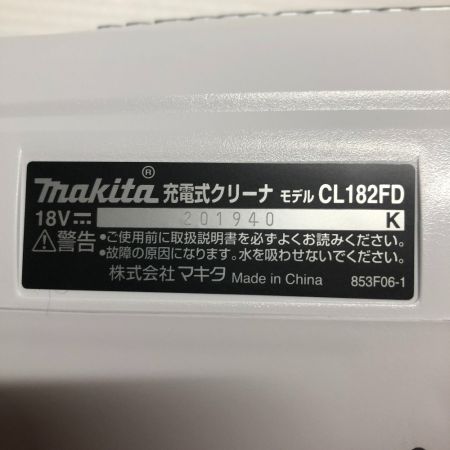 makita® 充電式クリーナ モデル CL182FD
18V⎓ 201940 K
⚠警告 •ご使用前に取扱説明書を必ずよくお読みください。
•故障の原因になります。水を吸わせないでください。
株式会社 マキタ Made in China 853F06-1